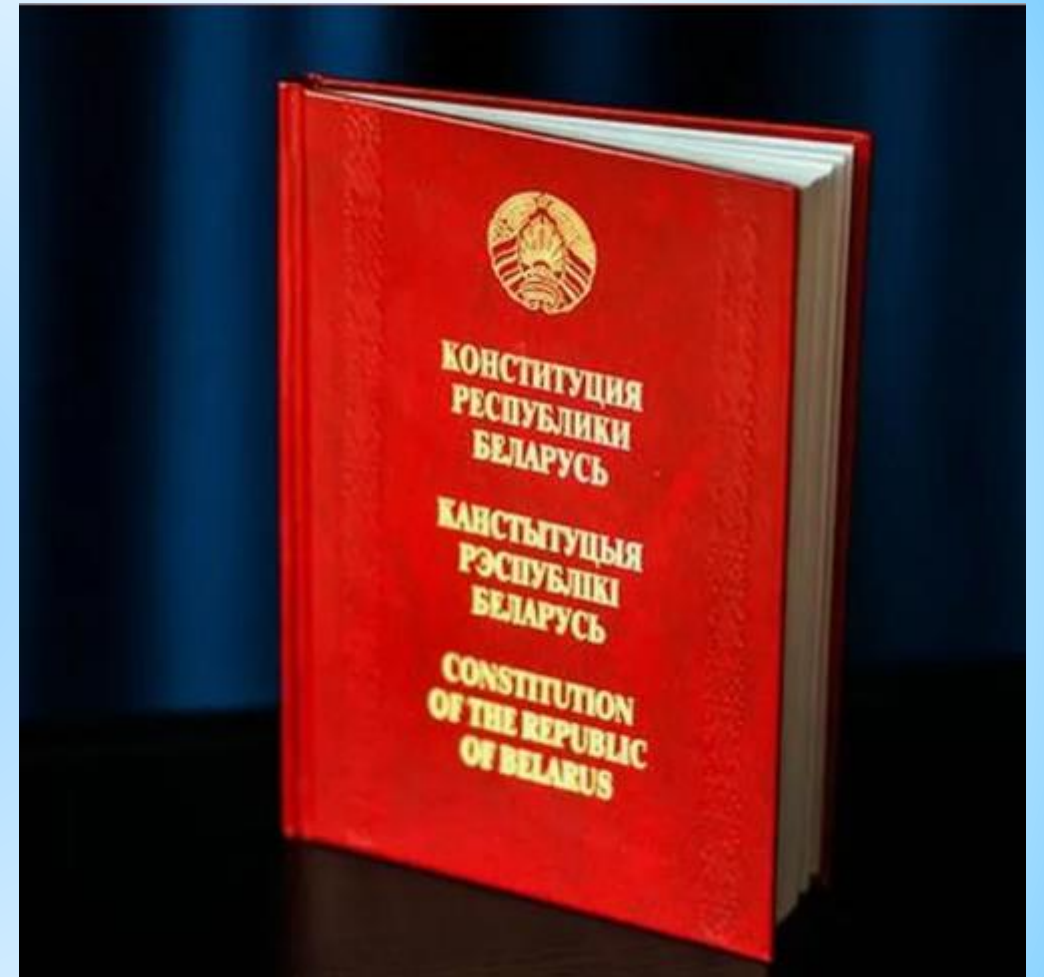 КОНСТИТУЦИЯ
РЕСПУБЛИКИ
БЕЛАРУСЬ
КАНСТЫТУЦЫЯ
РЭСПУБЛІКІ
БЕЛАРУСЬ
CONSTITUTION
OF THE REPUBLIC
OF BELARUS